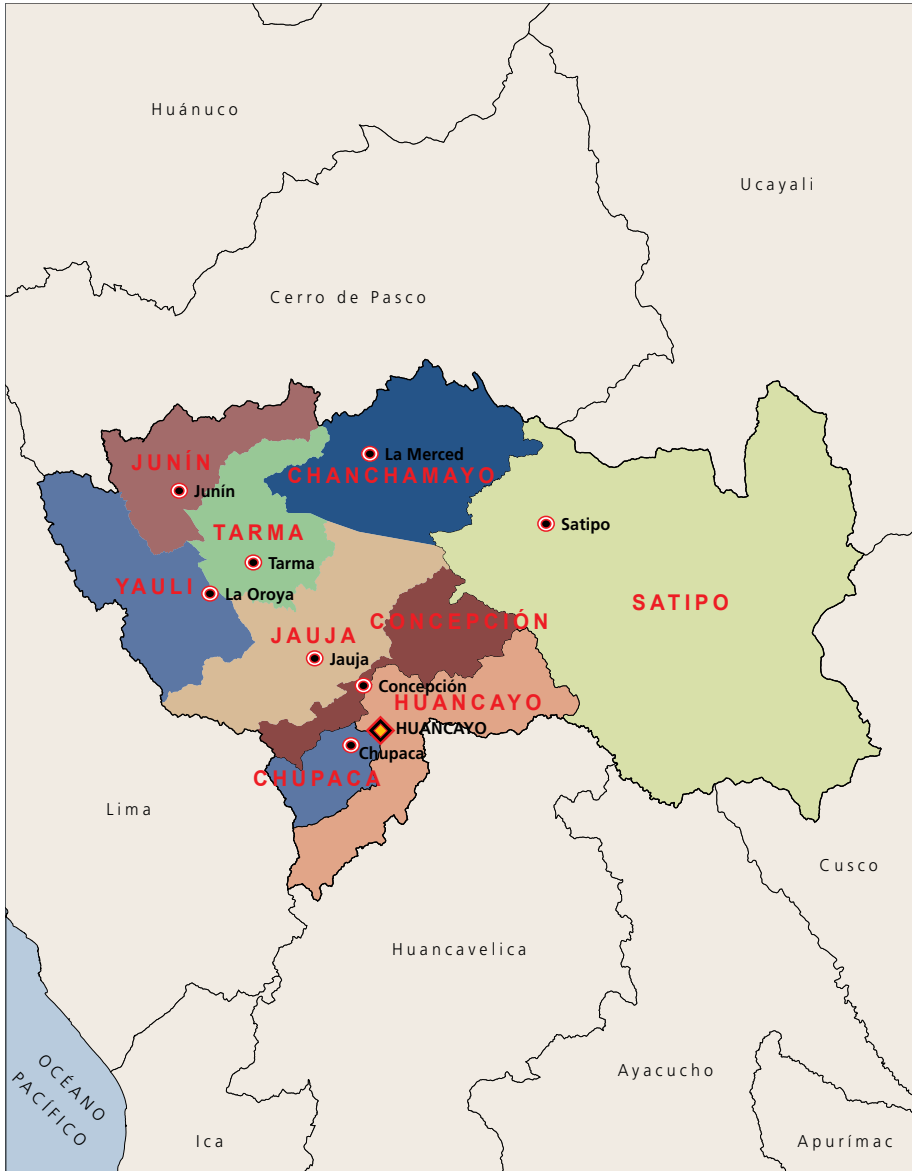 Huánuco
Ucayali
Cerro de Pasco
JUNÍN
La Merced
CHANCHAMAYO
Junín
Satipo
TARMA
Tarma
YAULI
La Oroya
SATIPO
CONCEPCIÓN
JAUJA
Jauja
Concepción
HUANCAYO
HUANCAYO
Chupaca
CHUPACA
Lima
Cusco
Huancavelica
OCÉANO
PACÍFICO
Ayacucho
Ica
Apurímac